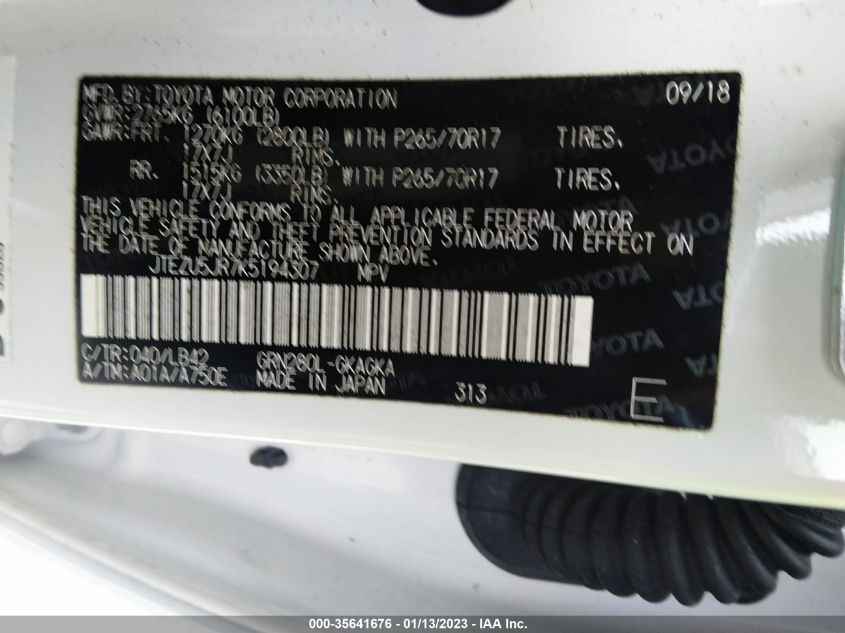 MFD.BY:TOYOTA MOTOR CORPORATION 09/18
GVWR:2765KG (6100LB)
GAWR:FRT. 1270KG (2800LB) WITH P265/70R17 TIRES.
17X7J RIMS.
RR. 1515KG (3350LB) WITH P265/70R17 TIRES.
17X7J RIMS.
THIS VEHICLE CONFORMS TO ALL APPLICABLE FEDERAL MOTOR
VEHICLE SAFETY AND THEFT PREVENTION STANDARDS IN EFFECT ON
THE DATE OF MANUFACTURE SHOWN ABOVE.
JTEZU5JR7K5194307 MPV
C/TR:040/LB42 GRN280L-GKAGKA
A/TM:A01A/A750E MADE IN JAPAN 313 E
000-35641676 / 01/13/2023 - IAA Inc.